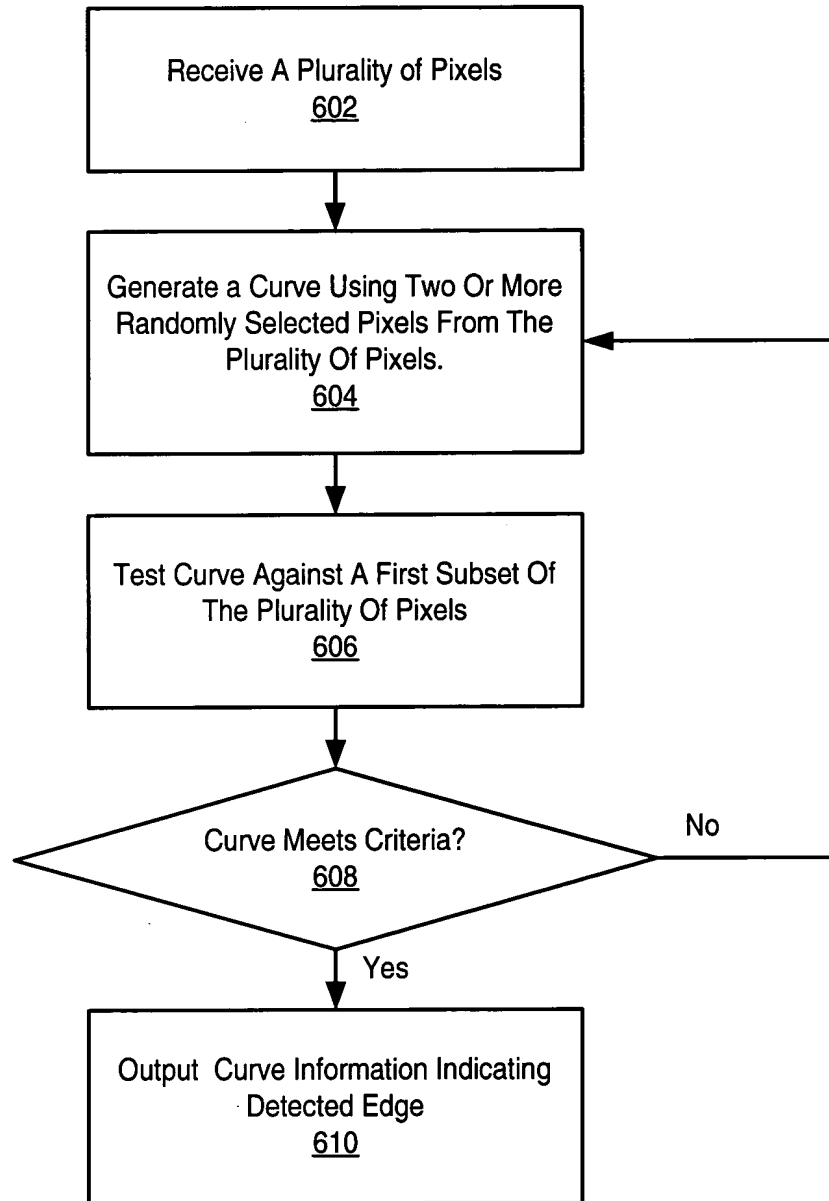 Receive A Plurality of Pixels
602
Generate a Curve Using Two Or More
Randomly Selected Pixels From The
Plurality Of Pixels.
604
Test Curve Against A First Subset Of
The Plurality Of Pixels
606
Curve Meets Criteria?
608
No
Yes
Output Curve Information Indicating
Detected Edge
610